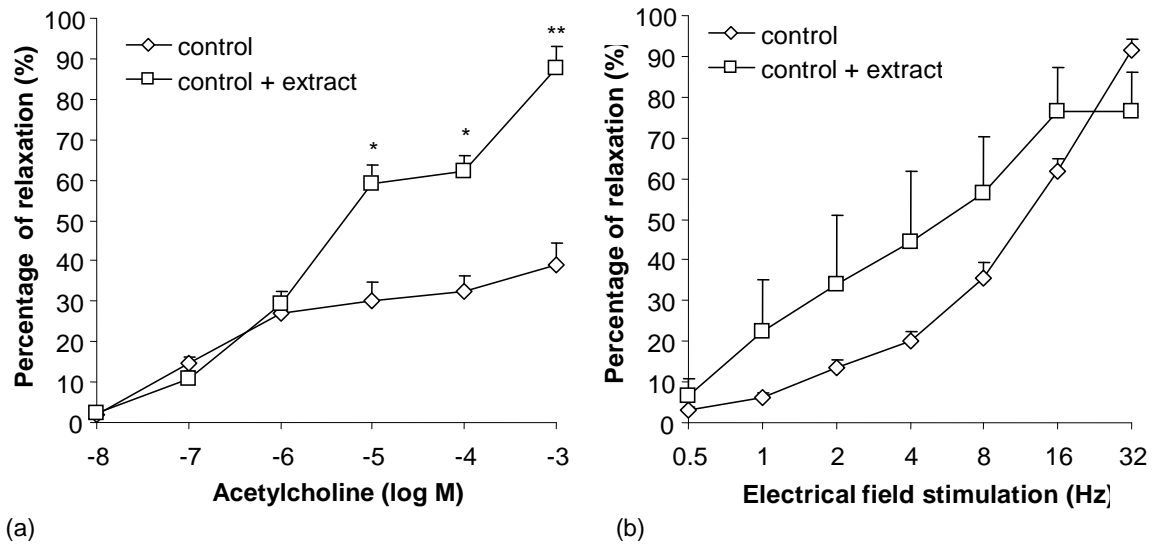 100
90
80
70
60
50
40
30
20
10
0
Percentage of relaxation (%)
control
control + extract
*
*
**
-8 -7 -6 -5 -4 -3
Acetylcholine (log M)
(a)
100
90
80
70
60
50
40
30
20
10
0
Percentage of relaxation (%)
control
control + extract
0.5 1 2 4 8 16 32
Electrical field stimulation (Hz)
(b)